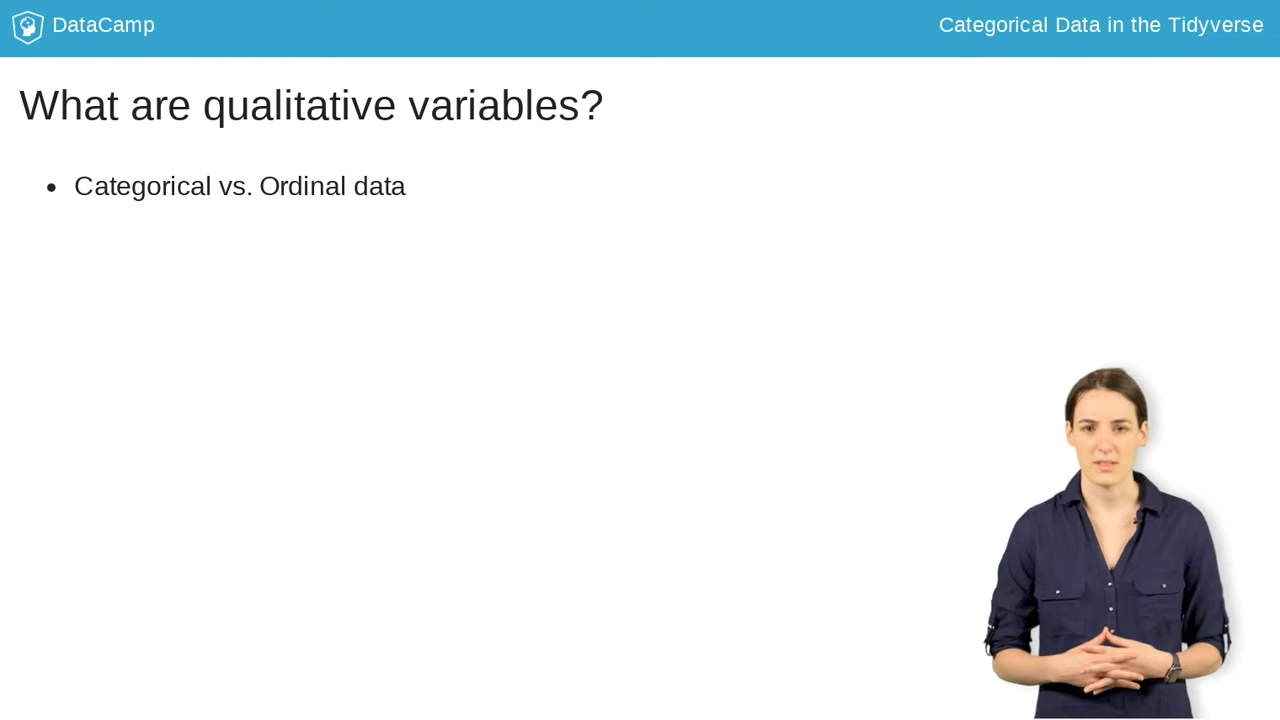 DataCamp
Categorical Data in the Tidyverse
What are qualitative variables?
• Categorical vs. Ordinal data